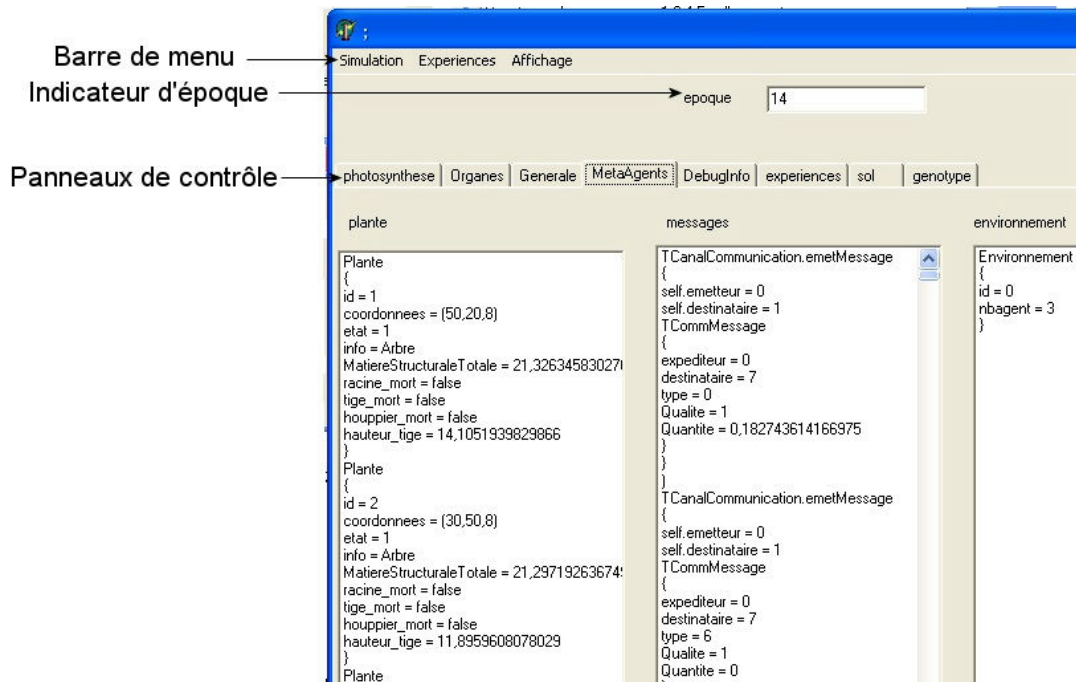 Barre de menu
Indicateur d'époque
Panneaux de contrôle
;
Simulation Experiences Affichage
epoque 14
photosynthese Organes Generale MetaAgents DebugInfo experiences sol genotype
plante
Plante
{
id = 1
coordonnees = (50,20,8)
etat = 1
info = Arbre
MatiereStructuraleTotale = 21,32634583027
racine_mort = false
tige_mort = false
houppier_mort = false
hauteur_tige = 14,1051939829866
}
Plante
{
id = 2
coordonnees = (30,50,8)
etat = 1
info = Arbre
MatiereStructuraleTotale = 21,29719263674
racine_mort = false
tige_mort = false
houppier_mort = false
hauteur_tige = 11,8959608078029
}
Plante
messages
TCanalCommunication.emetMessage
{
self.emetteur = 0
self.destinataire = 1
TCommMessage
{
expediteur = 0
destinataire = 7
type = 0
Qualite = 1
Quantite = 0,182743614166975
}
}
)
TCanalCommunication.emetMessage
{
self.emetteur = 0
self.destinataire = 1
TCommMessage
{
expediteur = 0
destinataire = 7
type = 6
Qualite = 1
Quantite = 0
environnement
Environnement
{
id = 0
nbagent = 3
}